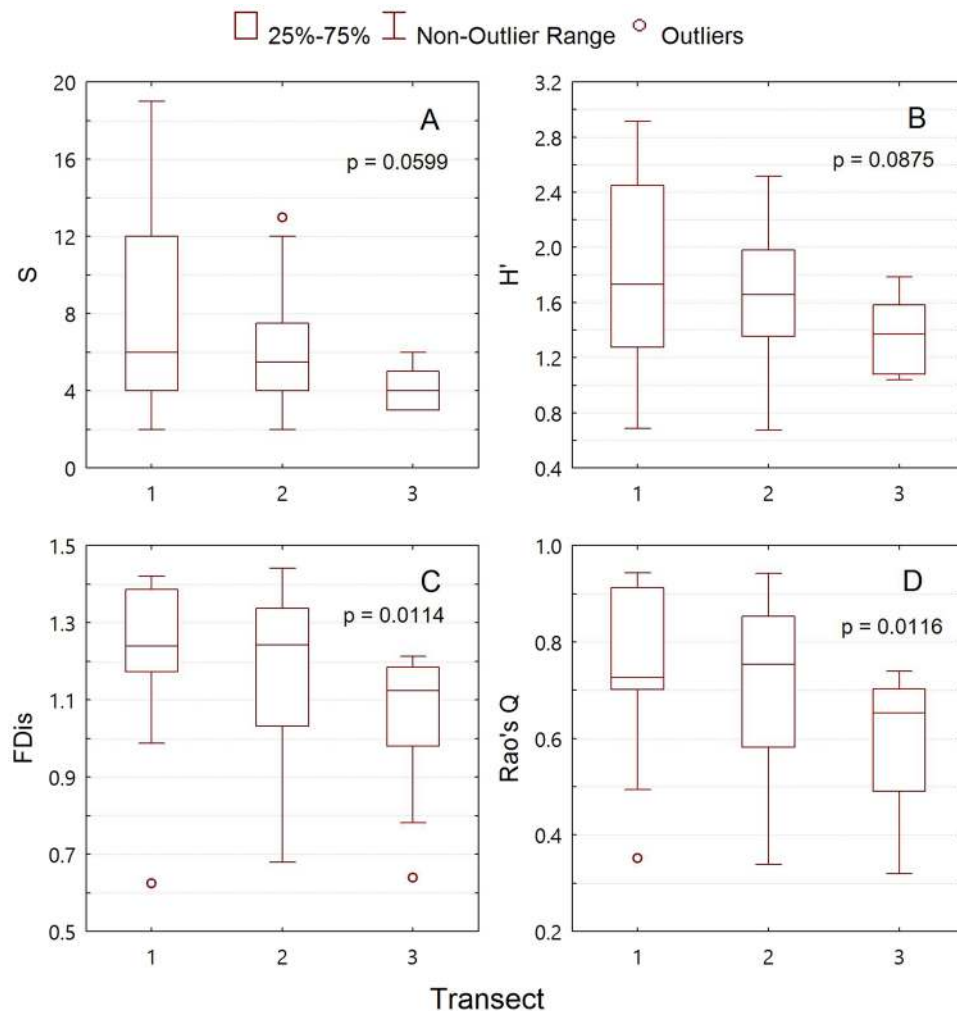 25%-75% Non-Outlier Range Outliers
20
16
12
8
4
0
S
A
p = 0.0599
1 2 3
3.2
2.8
2.4
2.0
1.6
1.2
0.8
0.4
H'
B
p = 0.0875
1 2 3
1.5
1.3
1.1
0.9
0.7
0.5
FDis
C
p = 0.0114
1 2 3
1.0
0.8
0.6
0.4
0.2
Rao's Q
D
p = 0.0116
1 2 3
Transect